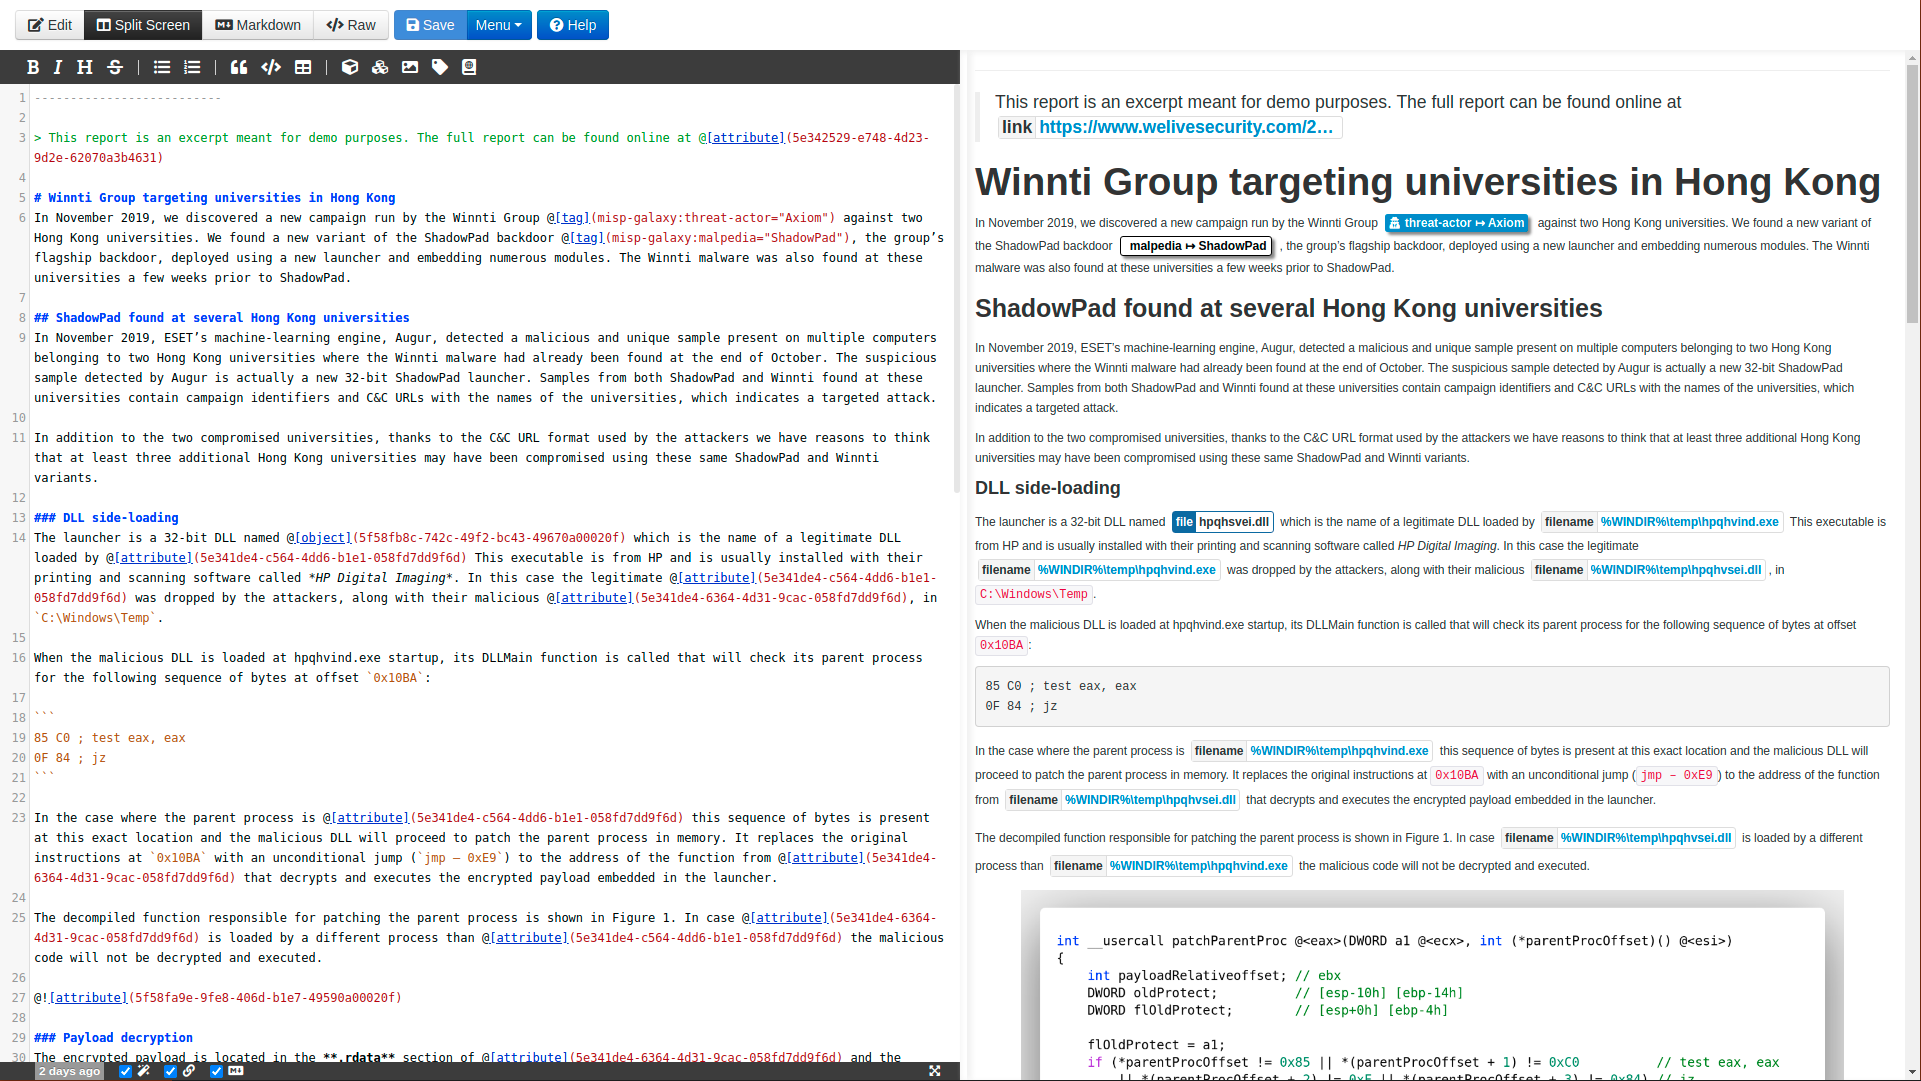 Edit Split Screen Markdown Raw Save Menu Help
B I H S
1 --------------------------
2
3 > This report is an excerpt meant for demo purposes. The full report can be found online at @[attribute](5e342529-e748-4d23-
9d2e-62070a3b4631)
4
5 # Winnti Group targeting universities in Hong Kong
6 In November 2019, we discovered a new campaign run by the Winnti Group @[tag](misp-galaxy:threat-actor="Axiom") against two
Hong Kong universities. We found a new variant of the ShadowPad backdoor @[tag](misp-galaxy:malpedia="ShadowPad"), the group’s
flagship backdoor, deployed using a new launcher and embedding numerous modules. The Winnti malware was also found at these
universities a few weeks prior to ShadowPad.
7
8 ## ShadowPad found at several Hong Kong universities
9 In November 2019, ESET’s machine-learning engine, Augur, detected a malicious and unique sample present on multiple computers
belonging to two Hong Kong universities where the Winnti malware had already been found at the end of October. The suspicious
sample detected by Augur is actually a new 32-bit ShadowPad launcher. Samples from both ShadowPad and Winnti found at these
universities contain campaign identifiers and C&C URLs with the names of the universities, which indicates a targeted attack.
10
11 In addition to the two compromised universities, thanks to the C&C URL format used by the attackers we have reasons to think
that at least three additional Hong Kong universities may have been compromised using these same ShadowPad and Winnti
variants.
12
13 ### DLL side-loading
14 The launcher is a 32-bit DLL named @[object](5f58fb8c-742c-49f2-bc43-49670a00020f) which is the name of a legitimate DLL
loaded by @[attribute](5e341de4-c564-4dd6-b1e1-058fd7dd9f6d) This executable is from HP and is usually installed with their
printing and scanning software called *HP Digital Imaging*. In this case the legitimate @[attribute](5e341de4-c564-4dd6-b1e1-
058fd7dd9f6d) was dropped by the attackers, along with their malicious @[attribute](5e341de4-6364-4d31-9cac-058fd7dd9f6d), in
`C:\Windows\Temp`.
15
16 When the malicious DLL is loaded at hpqhvind.exe startup, its DLLMain function is called that will check its parent process
for the following sequence of bytes at offset `0x10BA`:
17
18 ```
19 85 C0 ; test eax, eax
20 0F 84 ; jz
21 ```
22
23 In the case where the parent process is @[attribute](5e341de4-c564-4dd6-b1e1-058fd7dd9f6d) this sequence of bytes is present
at this exact location and the malicious DLL will proceed to patch the parent process in memory. It replaces the original
instructions at `0x10BA` with an unconditional jump (`jmp – 0xE9`) to the address of the function from @[attribute](5e341de4-
6364-4d31-9cac-058fd7dd9f6d) that decrypts and executes the encrypted payload embedded in the launcher.
24
25 The decompiled function responsible for patching the parent process is shown in Figure 1. In case @[attribute](5e341de4-6364-
4d31-9cac-058fd7dd9f6d) is loaded by a different process than @[attribute](5e341de4-c564-4dd6-b1e1-058fd7dd9f6d) the malicious
code will not be decrypted and executed.
26
27 @![attribute](5f58fa9e-9fe8-406d-b1e7-49590a00020f)
28
29 ### Payload decryption
30 The encrypted payload is located in the **.rdata** section of @[attribute](5e341de4-6364-4d31-9cac-058fd7dd9f6d) and the
2 days ago
This report is an excerpt meant for demo purposes. The full report can be found online at
link https://www.welivesecurity.com/2...
Winnti Group targeting universities in Hong Kong
In November 2019, we discovered a new campaign run by the Winnti Group threat-actor ↦ Axiom against two Hong Kong universities. We found a new variant of
the ShadowPad backdoor malpedia ↦ ShadowPad , the group’s flagship backdoor, deployed using a new launcher and embedding numerous modules. The Winnti
malware was also found at these universities a few weeks prior to ShadowPad.
ShadowPad found at several Hong Kong universities
In November 2019, ESET’s machine-learning engine, Augur, detected a malicious and unique sample present on multiple computers belonging to two Hong Kong
universities where the Winnti malware had already been found at the end of October. The suspicious sample detected by Augur is actually a new 32-bit ShadowPad
launcher. Samples from both ShadowPad and Winnti found at these universities contain campaign identifiers and C&C URLs with the names of the universities, which
indicates a targeted attack.
In addition to the two compromised universities, thanks to the C&C URL format used by the attackers we have reasons to think that at least three additional Hong Kong
universities may have been compromised using these same ShadowPad and Winnti variants.
DLL side-loading
The launcher is a 32-bit DLL named file hpqhsvei.dll which is the name of a legitimate DLL loaded by filename %WINDIR%\temp\hpqhvind.exe This executable is
from HP and is usually installed with their printing and scanning software called HP Digital Imaging. In this case the legitimate
filename %WINDIR%\temp\hpqhvind.exe was dropped by the attackers, along with their malicious filename %WINDIR%\temp\hpqhvsei.dll , in
C:\Windows\Temp.
When the malicious DLL is loaded at hpqhvind.exe startup, its DLLMain function is called that will check its parent process for the following sequence of bytes at offset
0x10BA:
85 C0 ; test eax, eax
0F 84 ; jz
In the case where the parent process is filename %WINDIR%\temp\hpqhvind.exe this sequence of bytes is present at this exact location and the malicious DLL will
proceed to patch the parent process in memory. It replaces the original instructions at 0x10BA with an unconditional jump (jmp – 0xE9) to the address of the function
from filename %WINDIR%\temp\hpqhvsei.dll that decrypts and executes the encrypted payload embedded in the launcher.
The decompiled function responsible for patching the parent process is shown in Figure 1. In case filename %WINDIR%\temp\hpqhvsei.dll is loaded by a different
process than filename %WINDIR%\temp\hpqhvind.exe the malicious code will not be decrypted and executed.
int __usercall patchParentProc @<eax>(DWORD a1 @<ecx>, int (*parentProcOffset)() @<esi>)
{
int payloadRelativeoffset; // ebx
DWORD oldProtect; // [esp-10h] [ebp-14h]
DWORD flOldProtect; // [esp+0h] [ebp-4h]
flOldProtect = a1;
if (*parentProcOffset != 0x85 || *(parentProcOffset + 1) != 0xC0 // test eax, eax
|| *(parentProcOffset + 2) != 0xF || *(parentProcOffset + 3) != 0x84) // jz